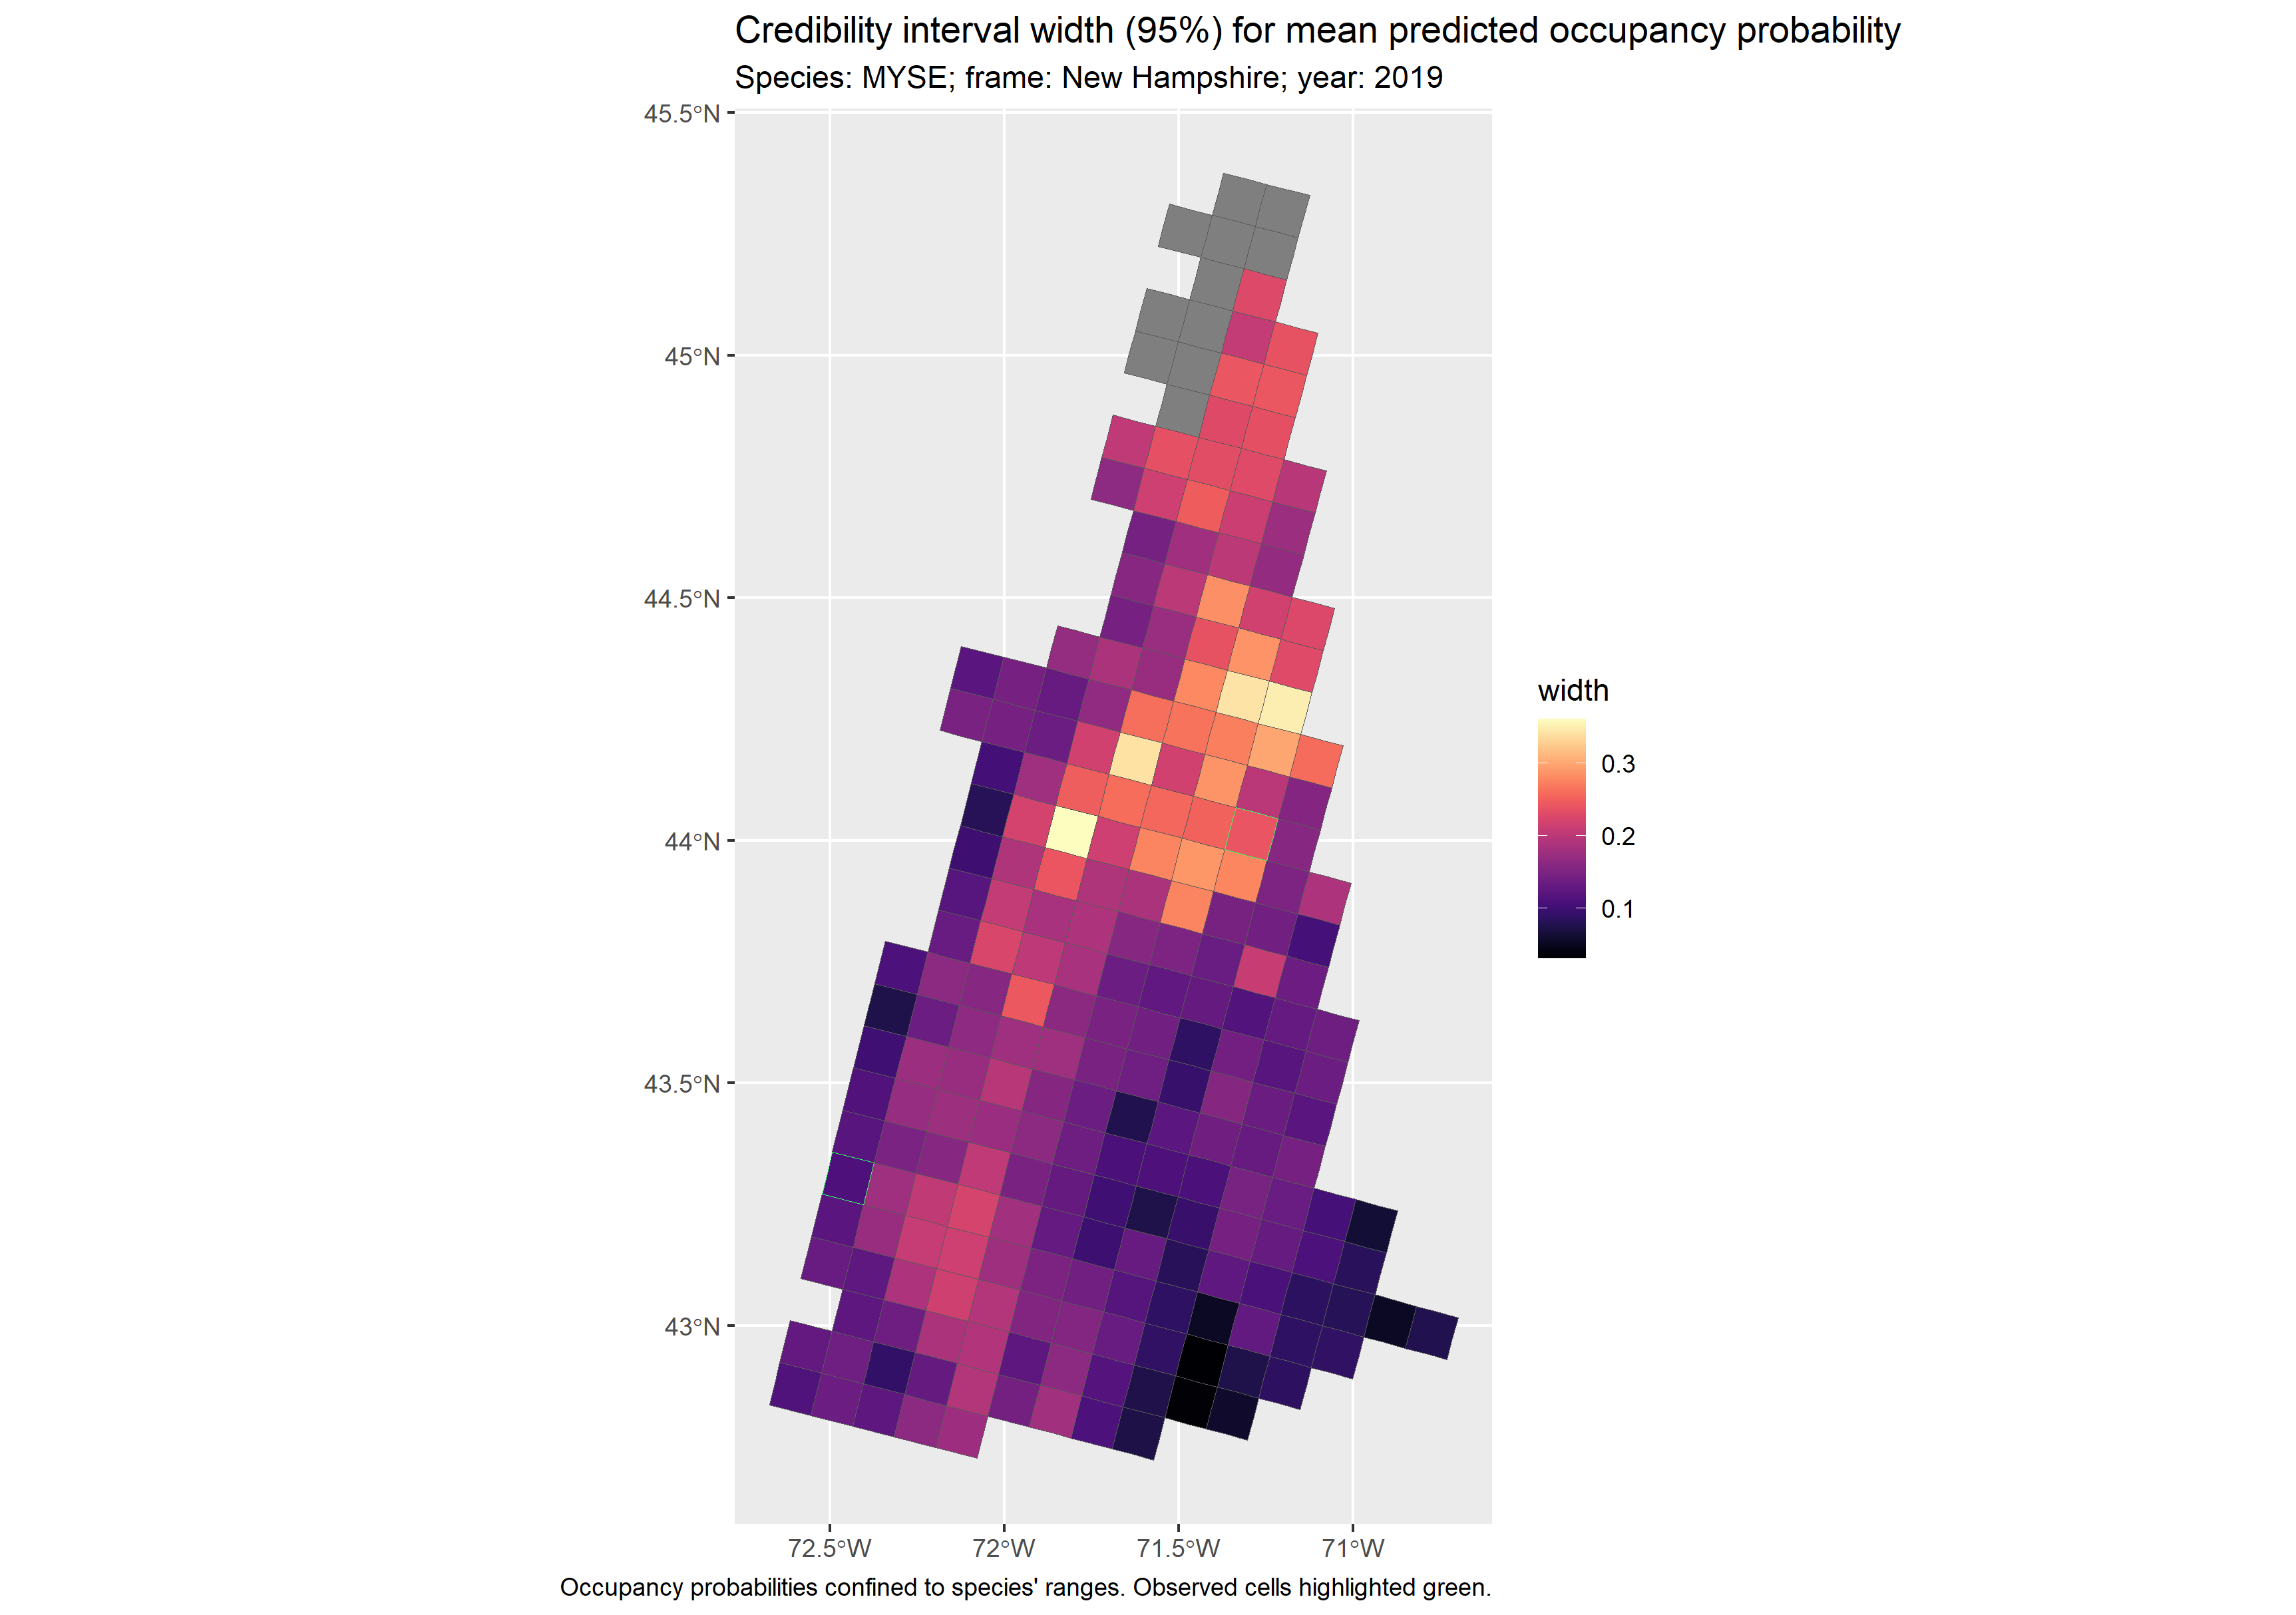 Credibility interval width (95%) for mean predicted occupancy probability
Species: MYSE; frame: New Hampshire; year: 2019
45.5°N
45°N
44.5°N
44°N
43.5°N
43°N
72.5°W
72°W
71.5°W
71°W
width
0.3
0.2
0.1
Occupancy probabilities confined to species' ranges. Observed cells highlighted green.